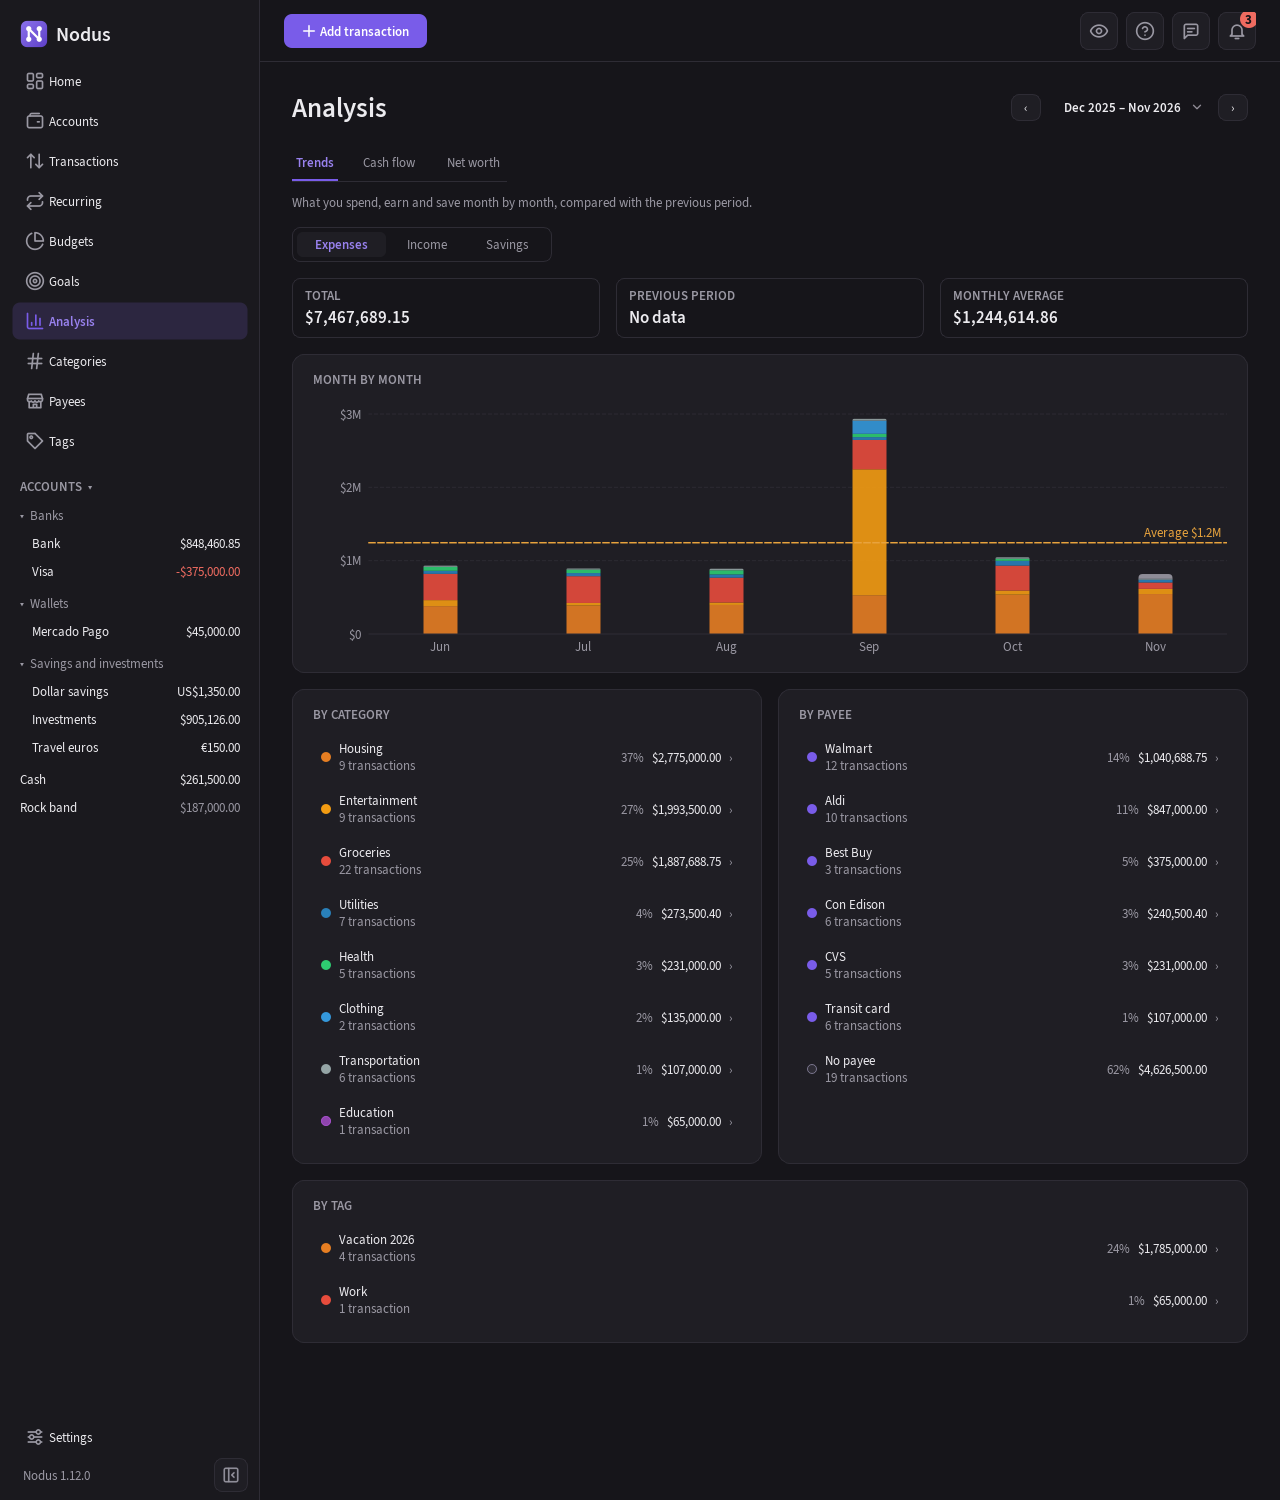 Nodus
Add transaction
3
Home
Accounts
Transactions
Recurring
Budgets
Goals
Analysis
Categories
Payees
Tags
ACCOUNTS
Banks
Bank $848,460.85
Visa -$375,000.00
Wallets
Mercado Pago $45,000.00
Savings and investments
Dollar savings US$1,350.00
Investments $905,126.00
Travel euros €150.00
Cash $261,500.00
Rock band $187,000.00
Settings
Nodus 1.12.0
Analysis
‹ Dec 2025 – Nov 2026 ›
Trends Cash flow Net worth
What you spend, earn and save month by month, compared with the previous period.
Expenses Income Savings
TOTAL
$7,467,689.15
PREVIOUS PERIOD
No data
MONTHLY AVERAGE
$1,244,614.86
MONTH BY MONTH
$3M
$2M
Average $1.2M
$1M
$0
Jun Jul Aug Sep Oct Nov
BY CATEGORY
Housing
9 transactions
37% $2,775,000.00 ›
Entertainment
9 transactions
27% $1,993,500.00 ›
Groceries
22 transactions
25% $1,887,688.75 ›
Utilities
7 transactions
4% $273,500.40 ›
Health
5 transactions
3% $231,000.00 ›
Clothing
2 transactions
2% $135,000.00 ›
Transportation
6 transactions
1% $107,000.00 ›
Education
1 transaction
1% $65,000.00 ›
BY PAYEE
Walmart
12 transactions
14% $1,040,688.75 ›
Aldi
10 transactions
11% $847,000.00 ›
Best Buy
3 transactions
5% $375,000.00 ›
Con Edison
6 transactions
3% $240,500.40 ›
CVS
5 transactions
3% $231,000.00 ›
Transit card
6 transactions
1% $107,000.00 ›
No payee
19 transactions
62% $4,626,500.00
BY TAG
Vacation 2026
4 transactions
24% $1,785,000.00 ›
Work
1 transaction
1% $65,000.00 ›